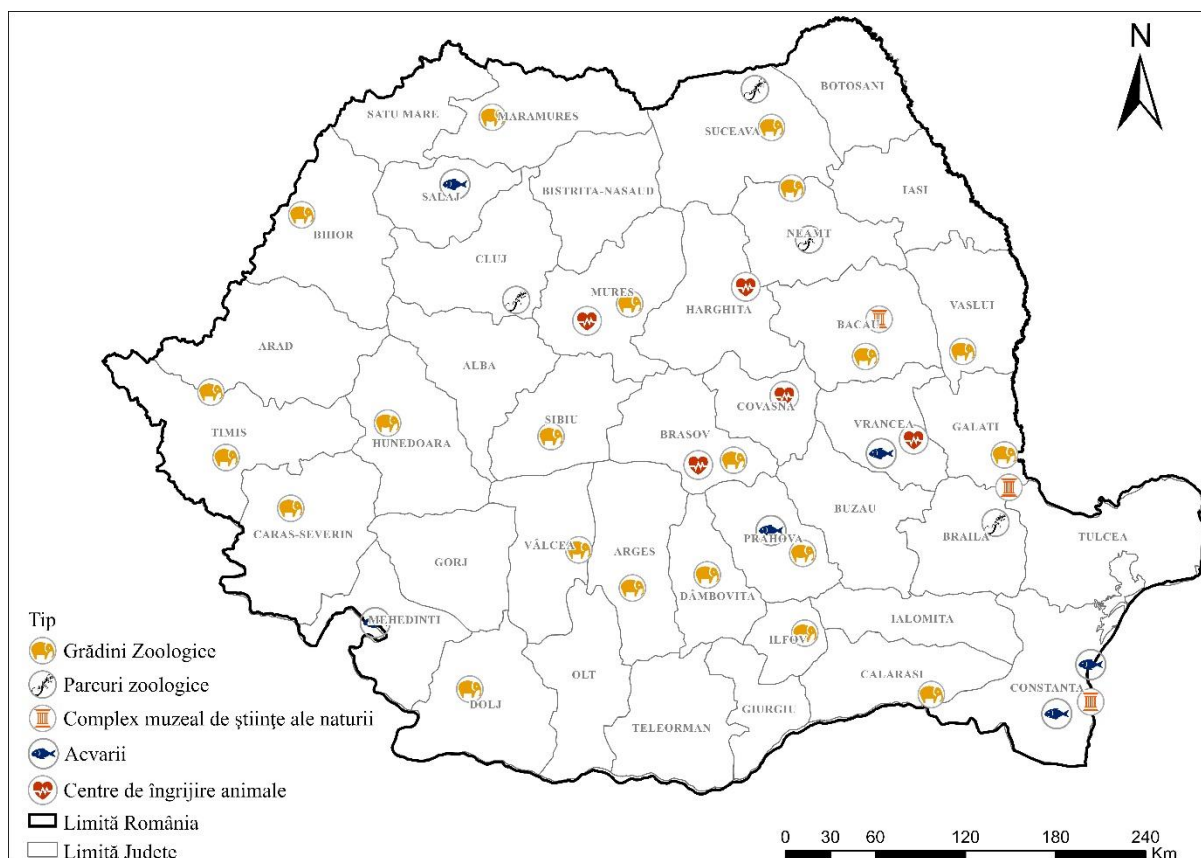 N
BOTOSANI
SATU MARE
MARAMURES
SUCEAVA
SALAJ
BISTRITA-NASAUD
IASI
BIHOR
NEAMT
CLUJ
MURES
HARGHITA
VASLUI
BACAU
ARAD
ALBA
COVASNA
SIBIU
VRANCEA
GALATI
TIMIS
HUNEDOARA
BRASOV
BUZAU
CARAS-SEVERIN
BRAILA
TULCEA
VÂLCEA
ARGES
PRAHOVA
GORJ
DÂMBOVITA
MEHEDINTI
IALOMITA
ILFOV
OLT
CALARASI
DOLJ
GIURGIU
CONSTANTA
TELEORMAN
Tip
Grădini Zoologice
Parcuri zoologice
Complex muzeal de științe ale naturii
Acvarii
Centre de îngrijire animale
Limită România
Limită Județe
0 30 60 120 180 240
Km